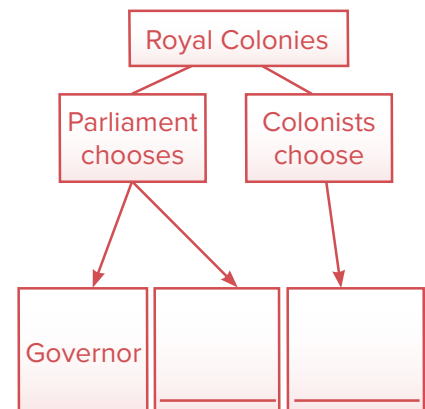 Royal Colonies
Parliament
chooses
Colonists
choose
Governor